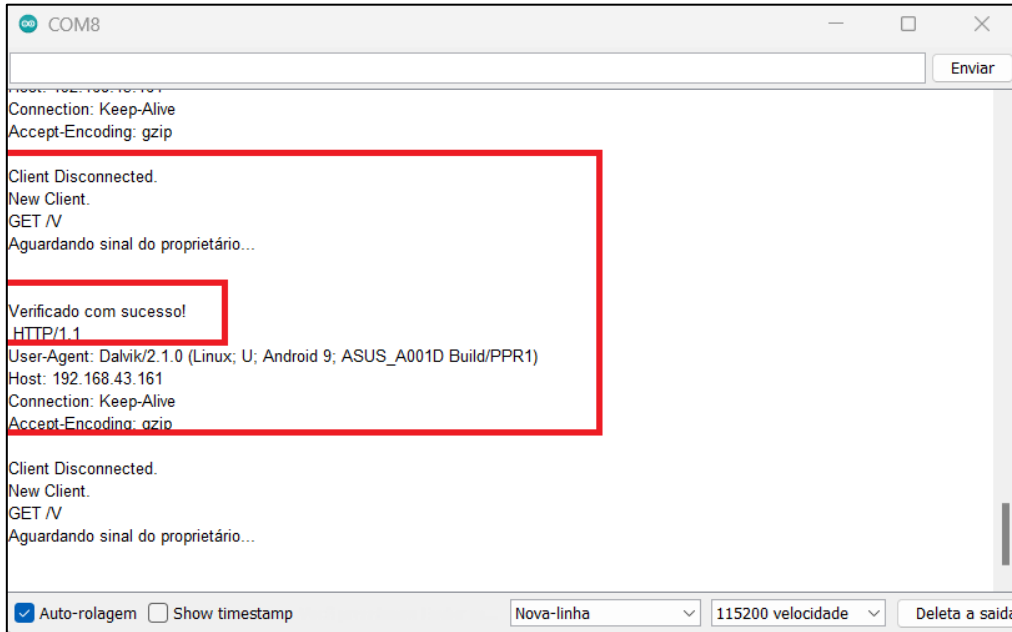 COM8
Enviar
Connection: Keep-Alive
Accept-Encoding: gzip
Client Disconnected.
New Client.
GET /V
Aguardando sinal do proprietário...
Verificado com sucesso!
HTTP/1.1
User-Agent: Dalvik/2.1.0 (Linux; U; Android 9; ASUS_A001D Build/PPR1)
Host: 192.168.43.161
Connection: Keep-Alive
Accept-Encoding: gzip
Client Disconnected.
New Client.
GET /V
Aguardando sinal do proprietário...
Auto-rolagem Show timestamp Nova-linha 115200 velocidade Deleta a saida